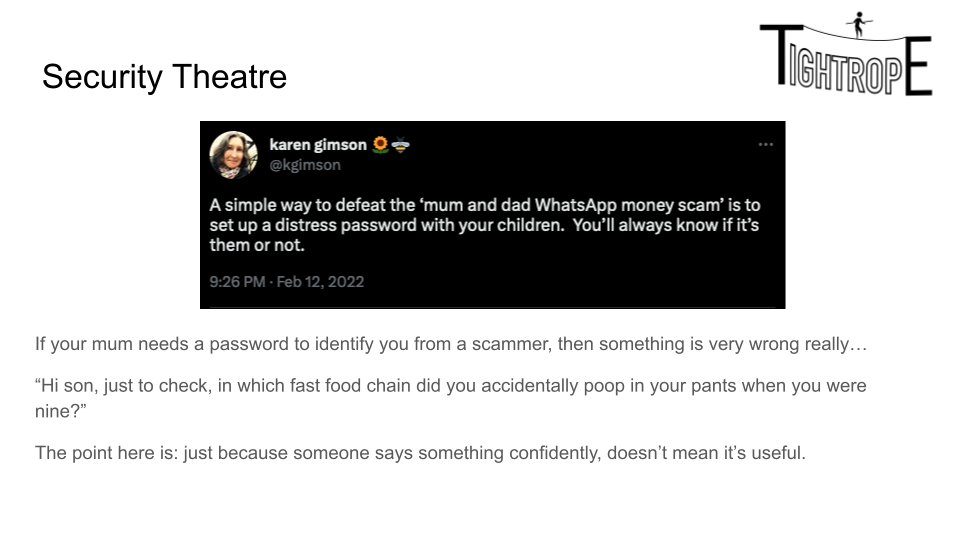 TIGHTROPE
Security Theatre
karen gimson 🌻🐝
@kgimson
A simple way to defeat the ‘mum and dad WhatsApp money scam’ is to
set up a distress password with your children.  You’ll always know if it’s
them or not.
9:26 PM · Feb 12, 2022
If your mum needs a password to identify you from a scammer, then something is very wrong really…
“Hi son, just to check, in which fast food chain did you accidentally poop in your pants when you were
nine?”
The point here is: just because someone says something confidently, doesn’t mean it’s useful.